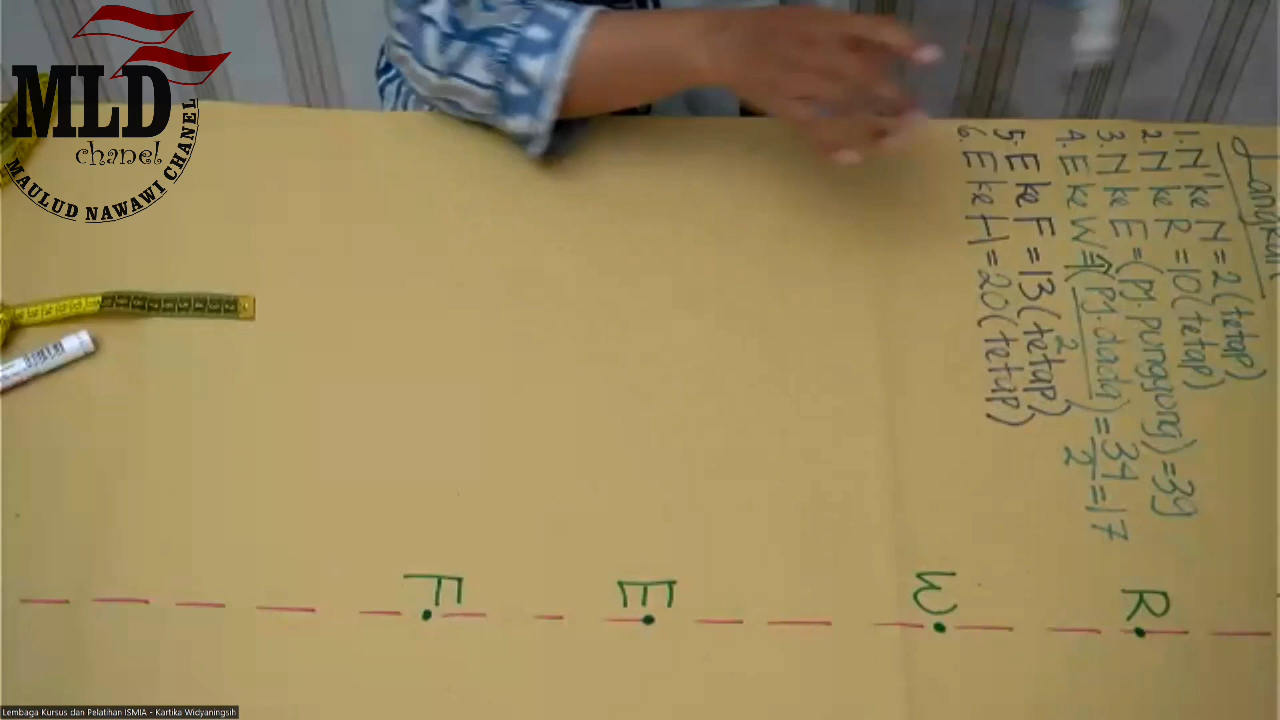 MLD
chanel
MAULUD NAWAWI CHANEL
1. N' ke N = 2 (tetap)
2. N ke R = 10 (tetap)
3. N ke E = (pj. punggung) = 39
4. E ke W = (pj. dada) = 34 = 17
2 2
5. E ke F = 13 (tetap)
6. E ke H = 20 (tetap)
F
E
W
R
Lembaga Kursus dan Pelatihan ISMIA - Kartika Widyaningsih